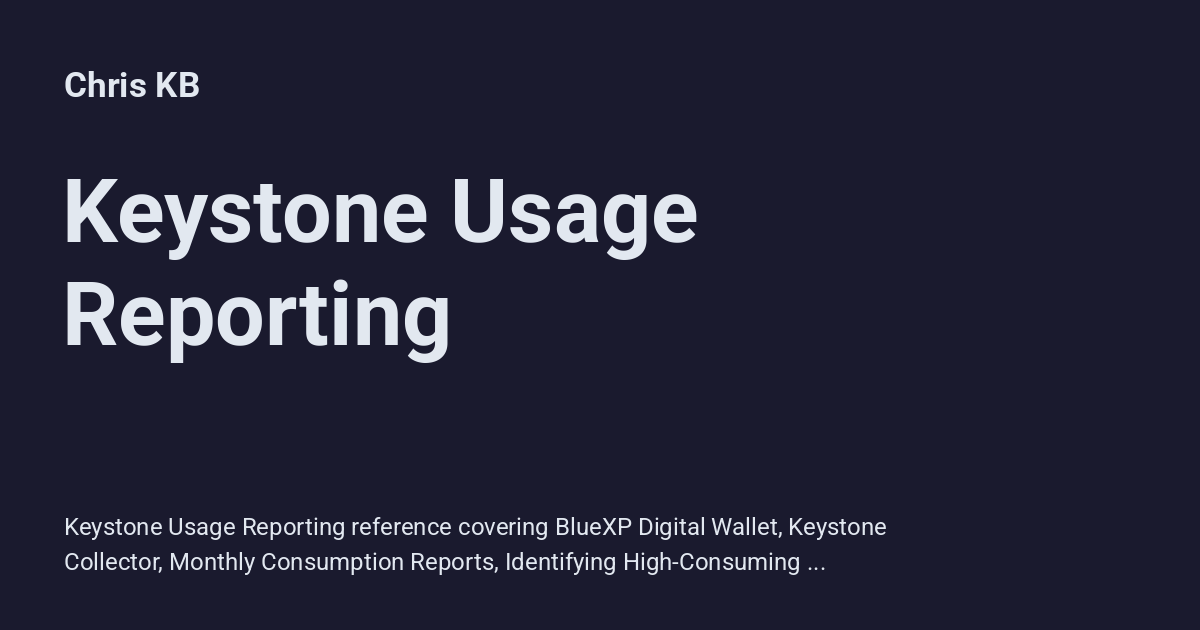 Chris KB
Keystone Usage
Reporting
Keystone Usage Reporting reference covering BlueXP Digital Wallet, Keystone
Collector, Monthly Consumption Reports, Identifying High-Consuming ...